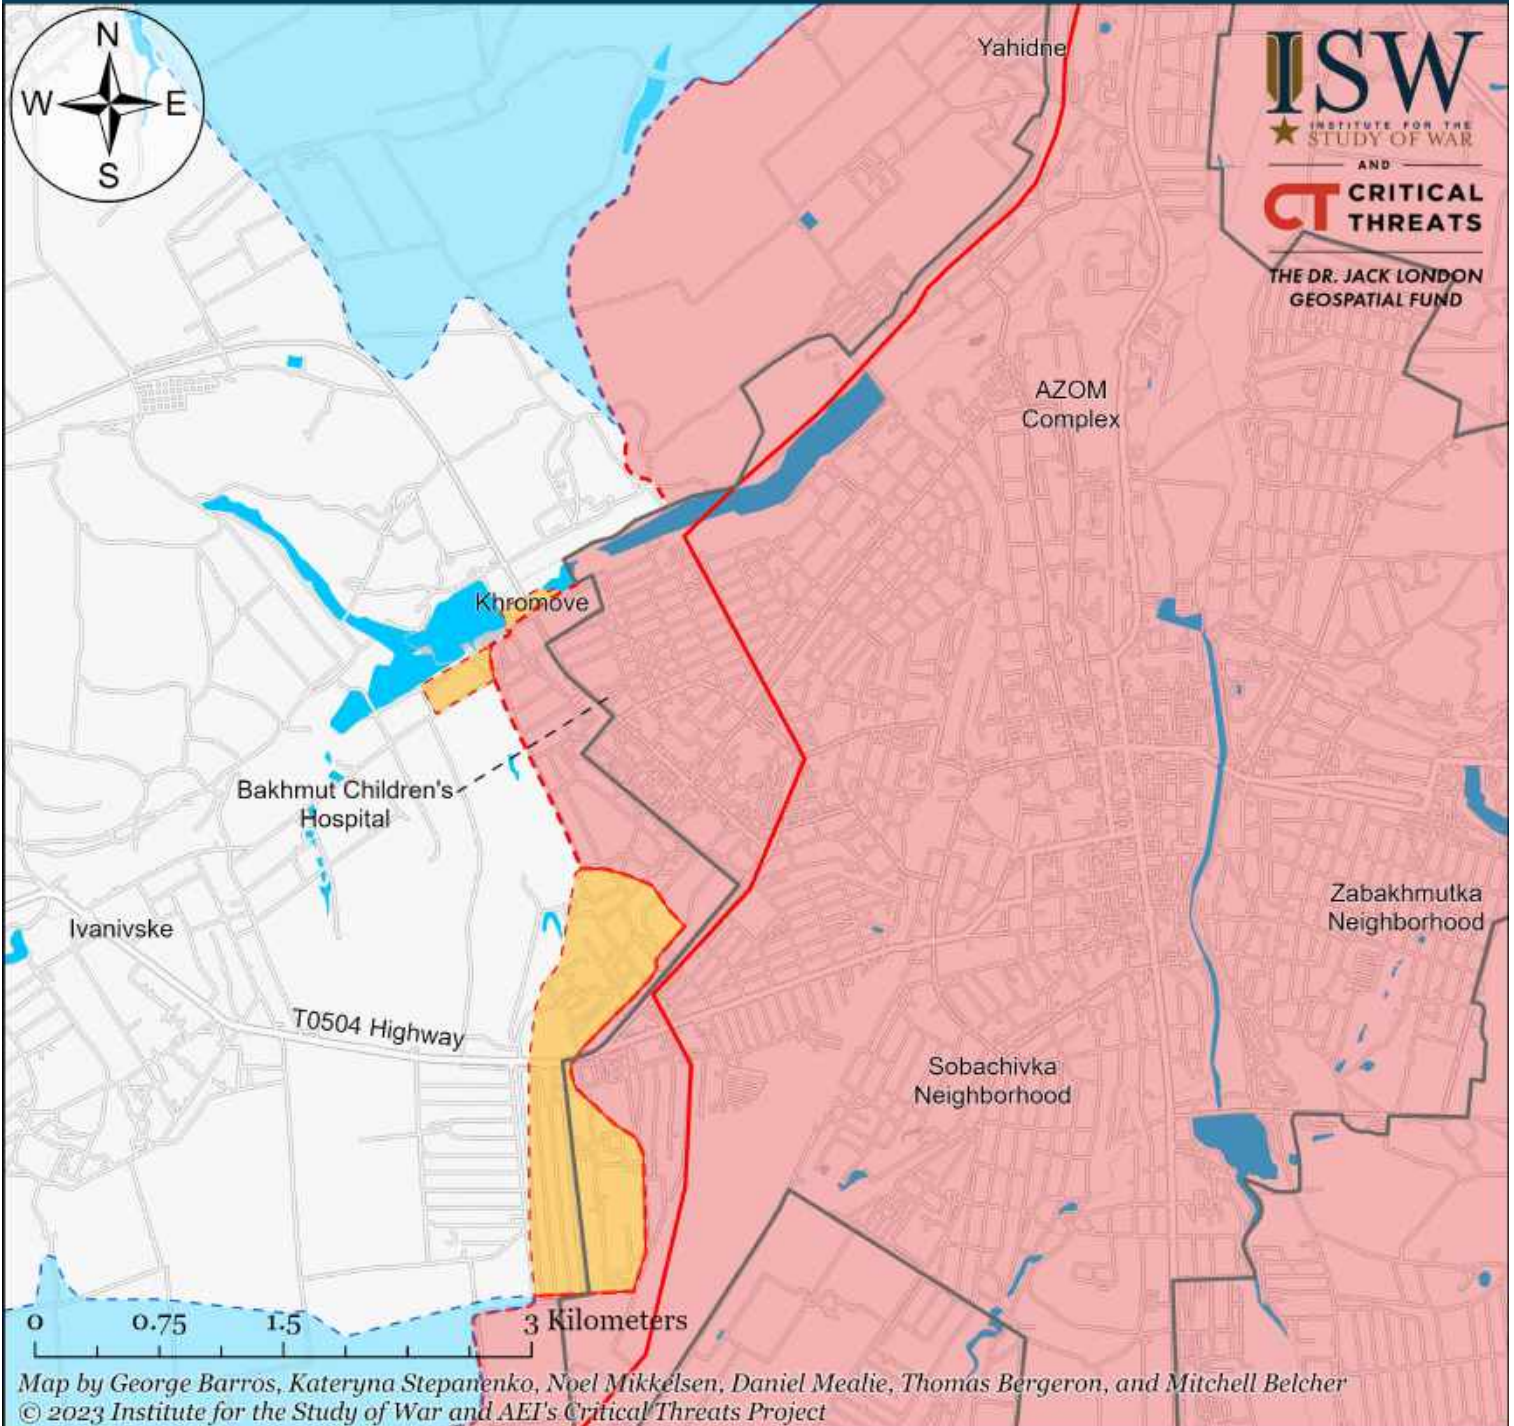 N
W
E
S
Yahidne
ISW
INSTITUTE FOR THE
STUDY OF WAR
AND
CT CRITICAL
THREATS
THE DR. JACK LONDON
GEOSPATIAL FUND
AZOM
Complex
Khromove
Bakhmut Children's
Hospital
Ivanivske
Zabakhmutka
Neighborhood
T0504 Highway
Sobachivka
Neighborhood
0 0.75 1.5 3 Kilometers
Map by George Barros, Kateryna Stepanenko, Noel Mikkelsen, Daniel Mealie, Thomas Bergeron, and Mitchell Belcher
© 2023 Institute for the Study of War and AEI's Critical Threats Project